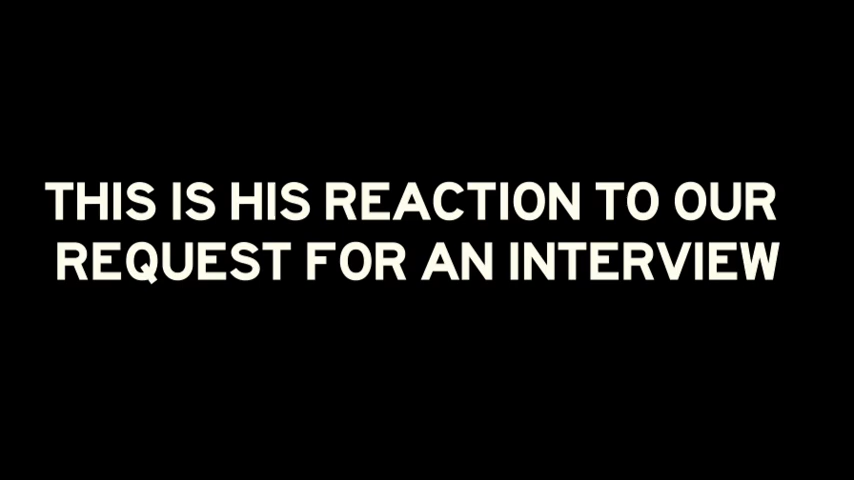 THIS IS HIS REACTION TO OUR
REQUEST FOR AN INTERVIEW